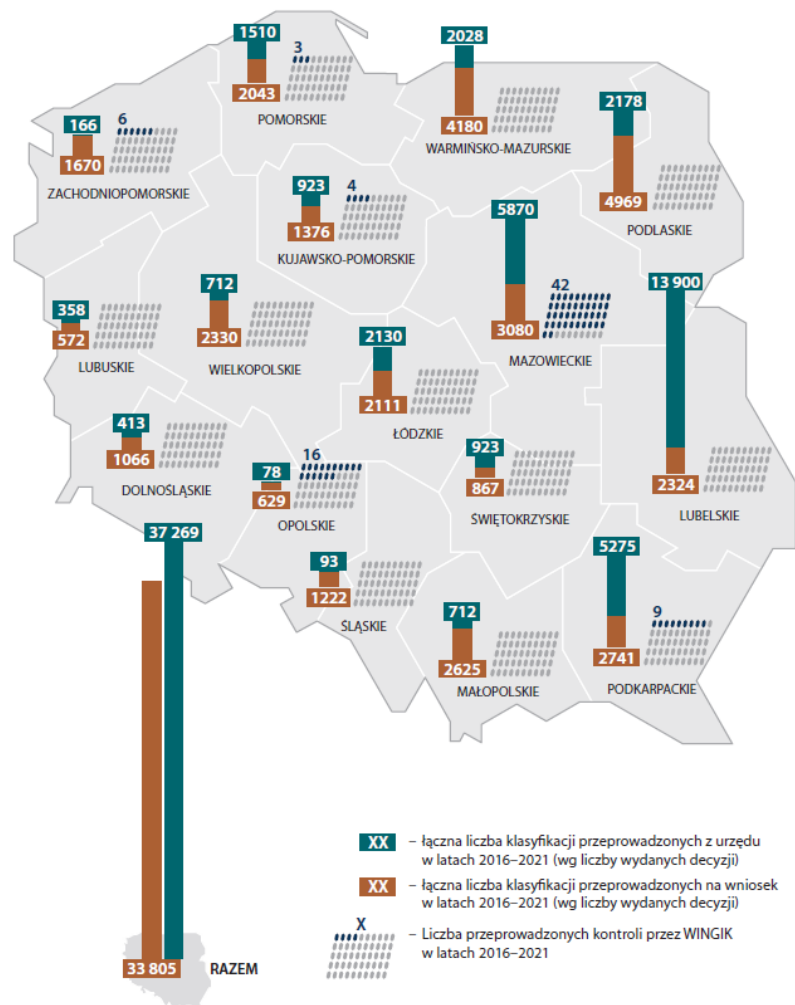 1510
3
2043
POMORSKIE
2028
4180
WARMIŃSKO-MAZURSKIE
2178
4969
PODLASKIE
166
6
1670
ZACHODNIOPOMORSKIE
923
4
1376
KUJAWSKO-POMORSKIE
5870
42
3080
MAZOWIECKIE
13 900
2324
LUBELSKIE
358
572
LUBUSKIE
712
2330
WIELKOPOLSKIE
2130
2111
ŁÓDZKIE
413
1066
DOLNOŚLĄSKIE
78
16
629
OPOLSKIE
923
867
ŚWIĘTOKRZYSKIE
93
1222
ŚLĄSKIE
712
2625
MAŁOPOLSKIE
5275
9
2741
PODKARPACKIE
37 269
33 805
RAZEM
XX – łączna liczba klasyfikacji przeprowadzonych z urzędu
w latach 2016–2021 (wg liczby wydanych decyzji)
XX – łączna liczba klasyfikacji przeprowadzonych na wniosek
w latach 2016–2021 (wg liczby wydanych decyzji)
X
– Liczba przeprowadzonych kontroli przez WINGIK
w latach 2016–2021